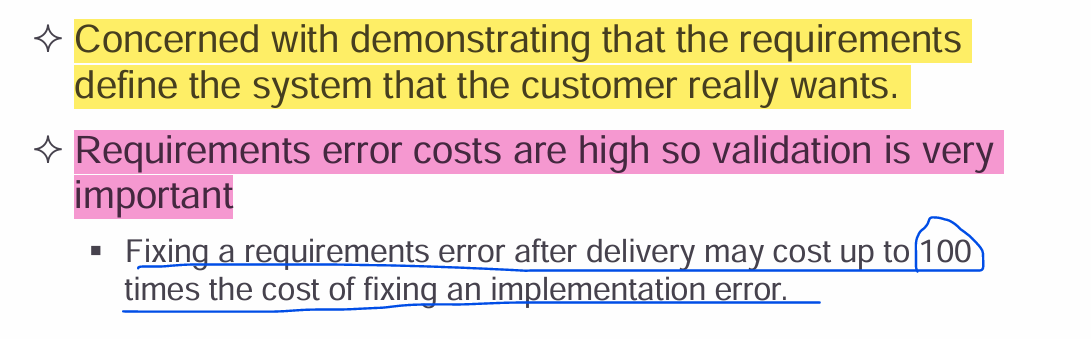 ✧ Concerned with demonstrating that the requirements
define the system that the customer really wants.
✧ Requirements error costs are high so validation is very
important
▪ Fixing a requirements error after delivery may cost up to 100
times the cost of fixing an implementation error.